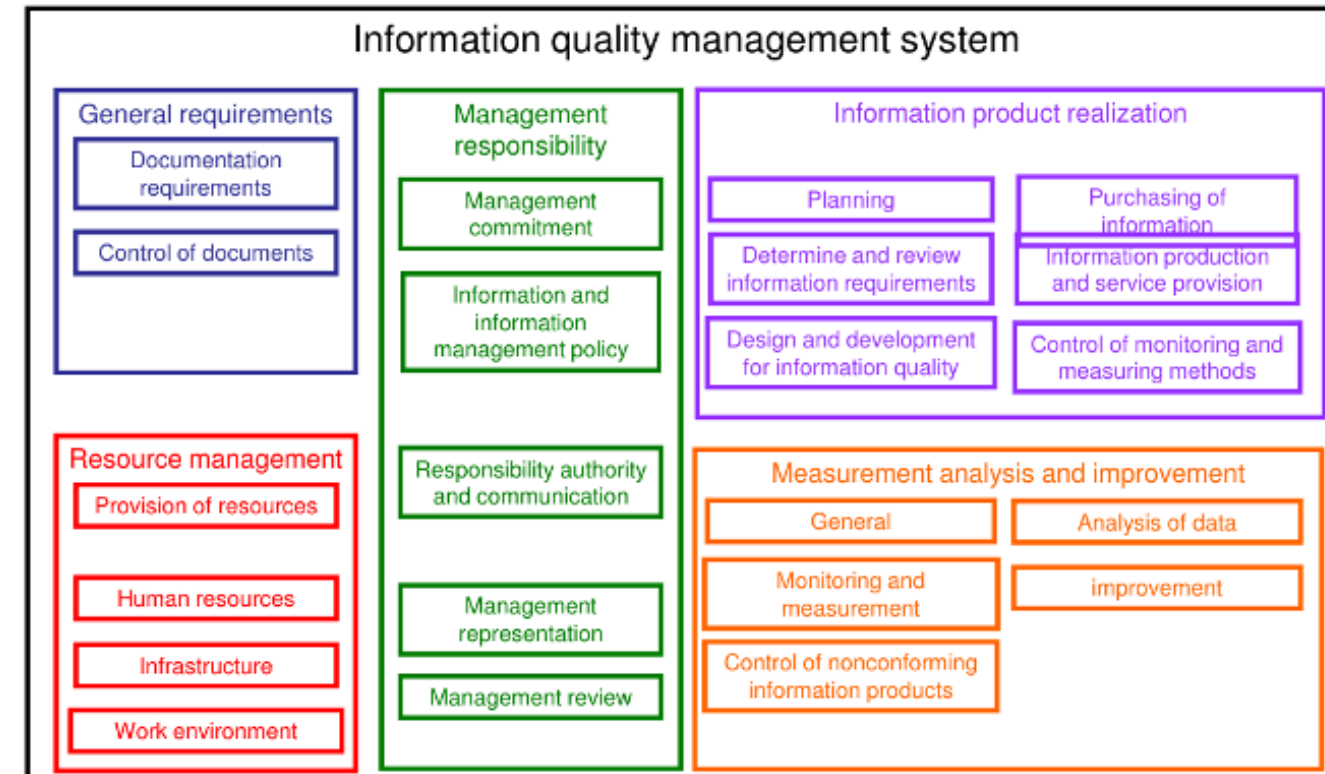 Information quality management system
General requirements
Documentation
requirements
Control of documents
Resource management
Provision of resources
Human resources
Infrastructure
Work environment
Management
responsibility
Management
commitment
Information and
information
management policy
Responsibility authority
and communication
Management
representation
Management review
Information product realization
Planning
Determine and review
information requirements
Design and development
for information quality
Purchasing of
information
Information production
and service provision
Control of monitoring and
measuring methods
Measurement analysis and improvement
General
Monitoring and
measurement
Control of nonconforming
information products
Analysis of data
improvement